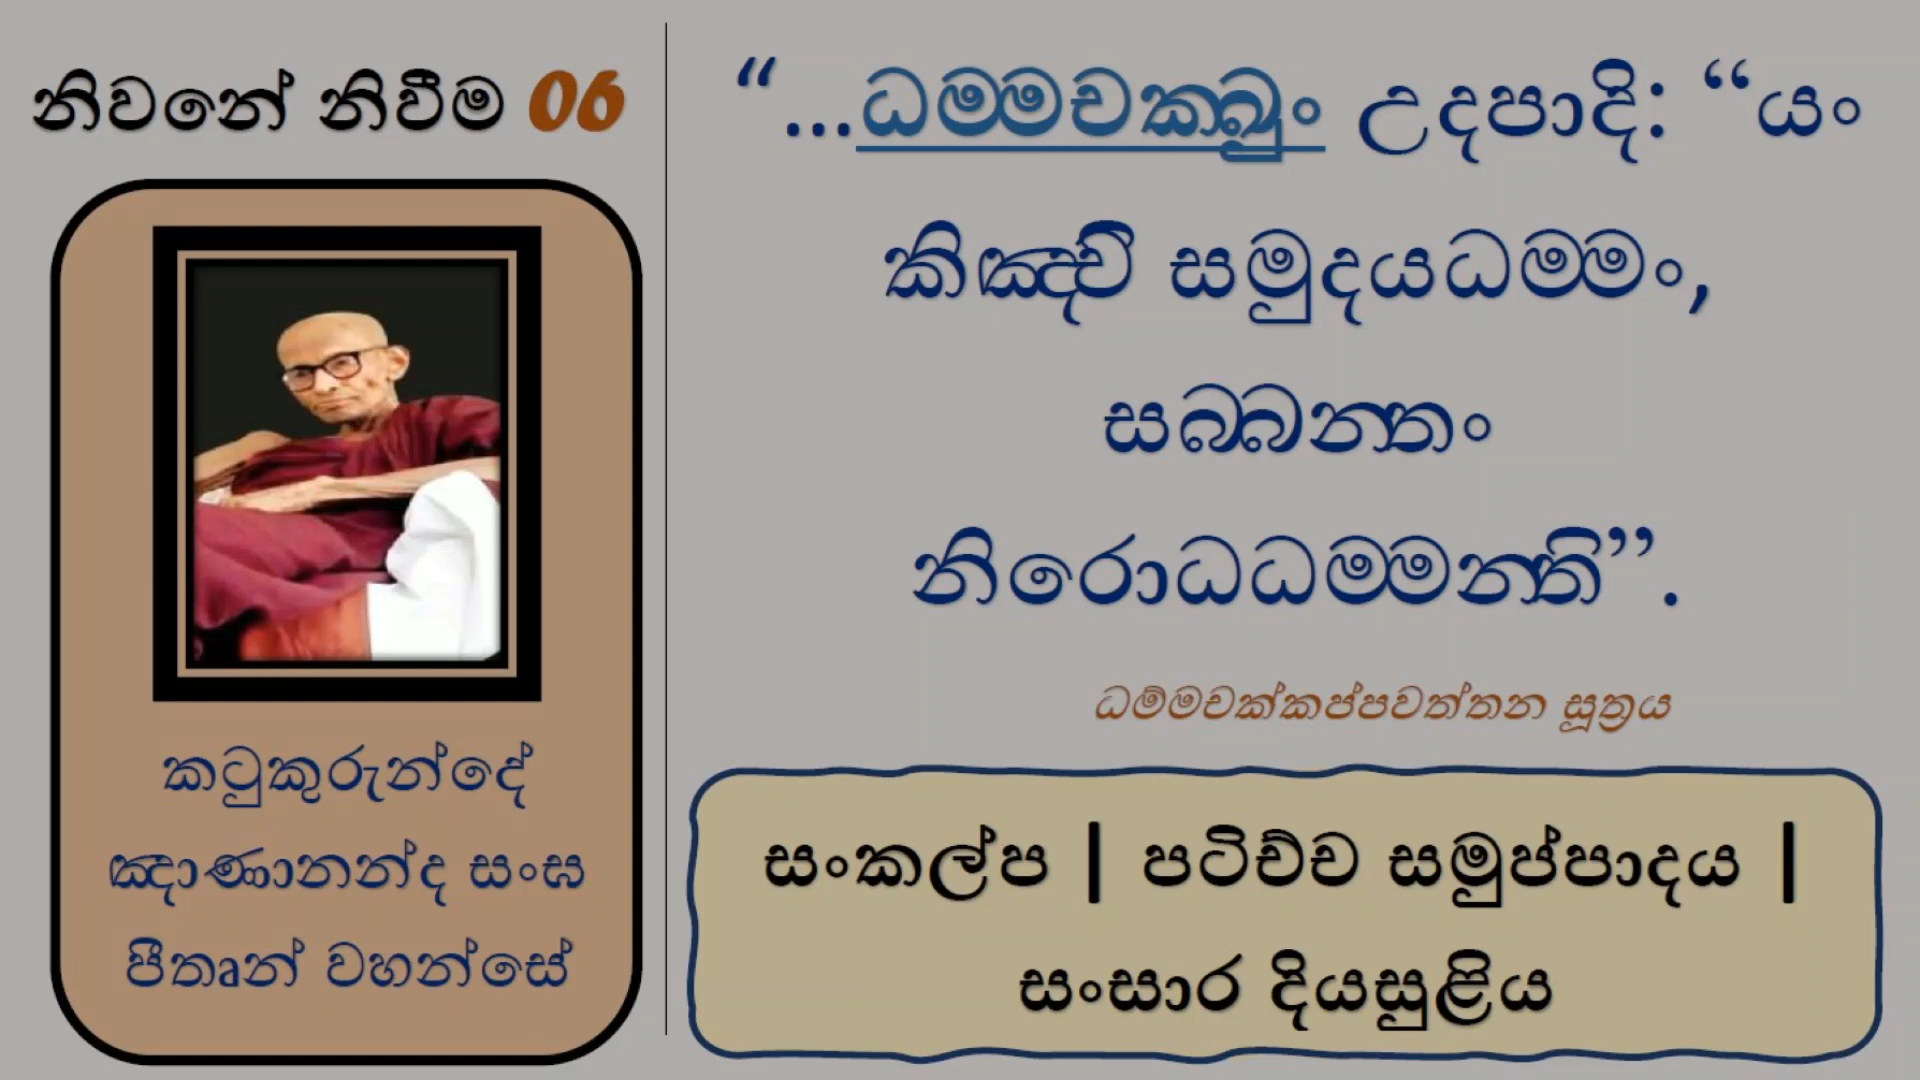 නිවනේ නිවීම 06
කටුකුරුන්දේ
ඤාණානන්ද සංඝ
පීතෘන් වහන්සේ
“ ...ධම‍්මචක‍්ඛුං උදපාදි: “යං
කිඤ‍්චි සමුදයධම‍්මං,
සබ‍්බන‍්තං
නිරොධධම‍්මන‍්ති”.
ධම්මචක්කප්පවත්තන සූත්‍රය
සංකල්ප | පටිච්ච සමුප්පාදය |
සංසාර දියසුළිය